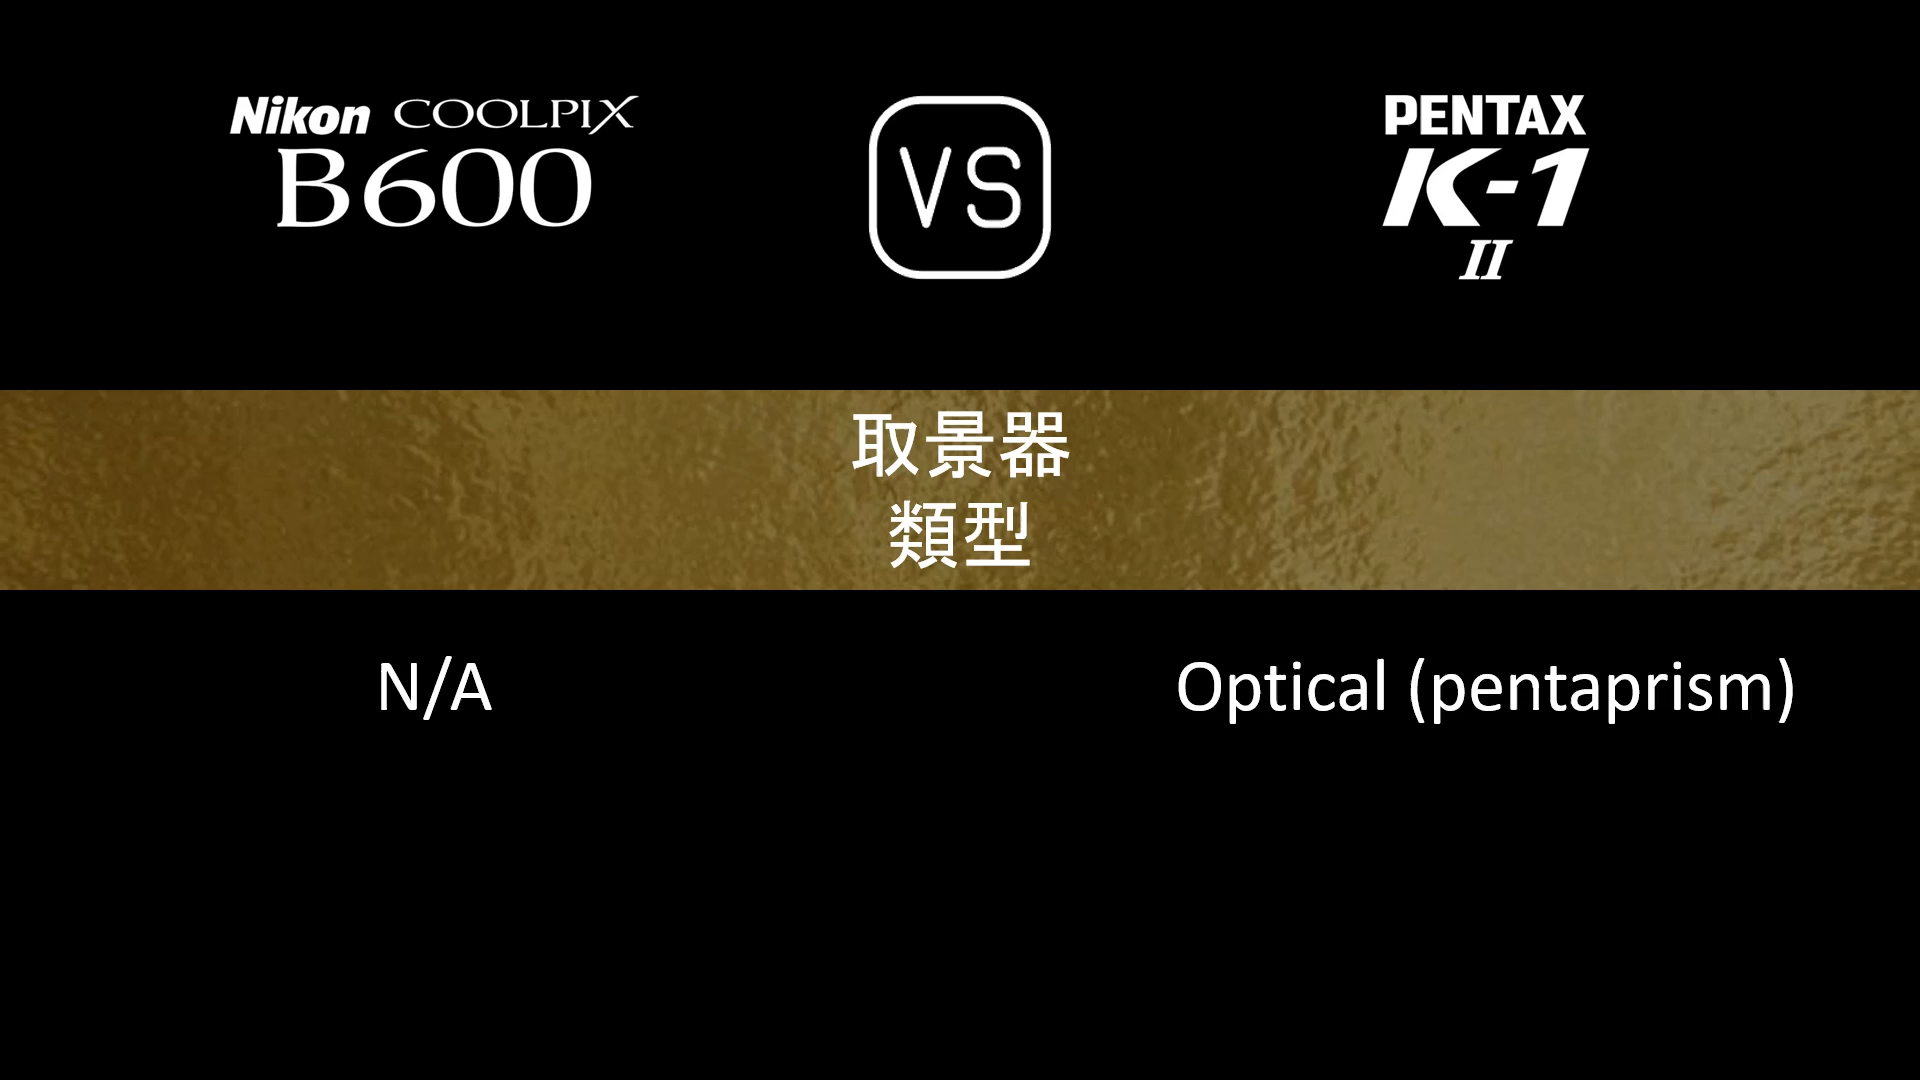 Nikon COOLPIX
B600
VS
PENTAX
K-1
II
取景器
類型
N/A
Optical (pentaprism)